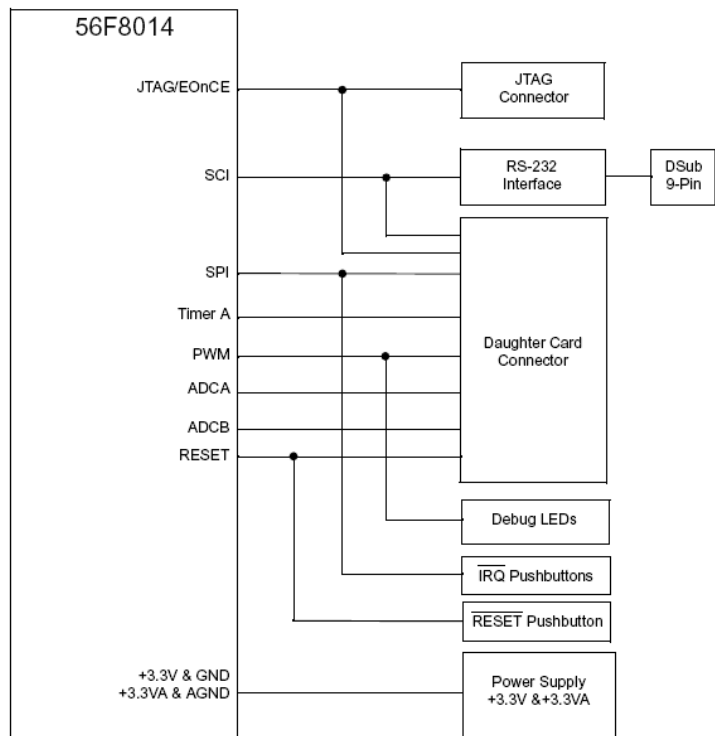 56F8014
JTAG/EOnCE
JTAG
Connector
SCI
RS-232
Interface
DSub
9-Pin
SPI
Timer A
PWM
Daughter Card
Connector
ADCA
ADCB
RESET
Debug LEDs
IRQ Pushbuttons
RESET Pushbutton
+3.3V & GND
+3.3VA & AGND
Power Supply
+3.3V &+3.3VA